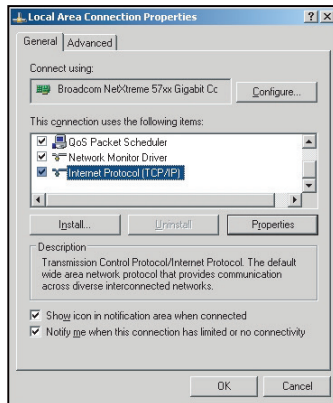 Local Area Connection Properties
General
Advanced
Connect using:
Broadcom NetXtreme 57xx Gigabit Cc
Configure...
This connection uses the following items:
QoS Packet Scheduler
Network Monitor Driver
Internet Protocol (TCP/IP)
Install...
Uninstall
Properties
Description
Transmission Control Protocol/Internet Protocol. The default
wide area network protocol that provides communication
across diverse interconnected networks.
Show icon in notification area when connected
Notify me when this connection has limited or no connectivity
OK
Cancel